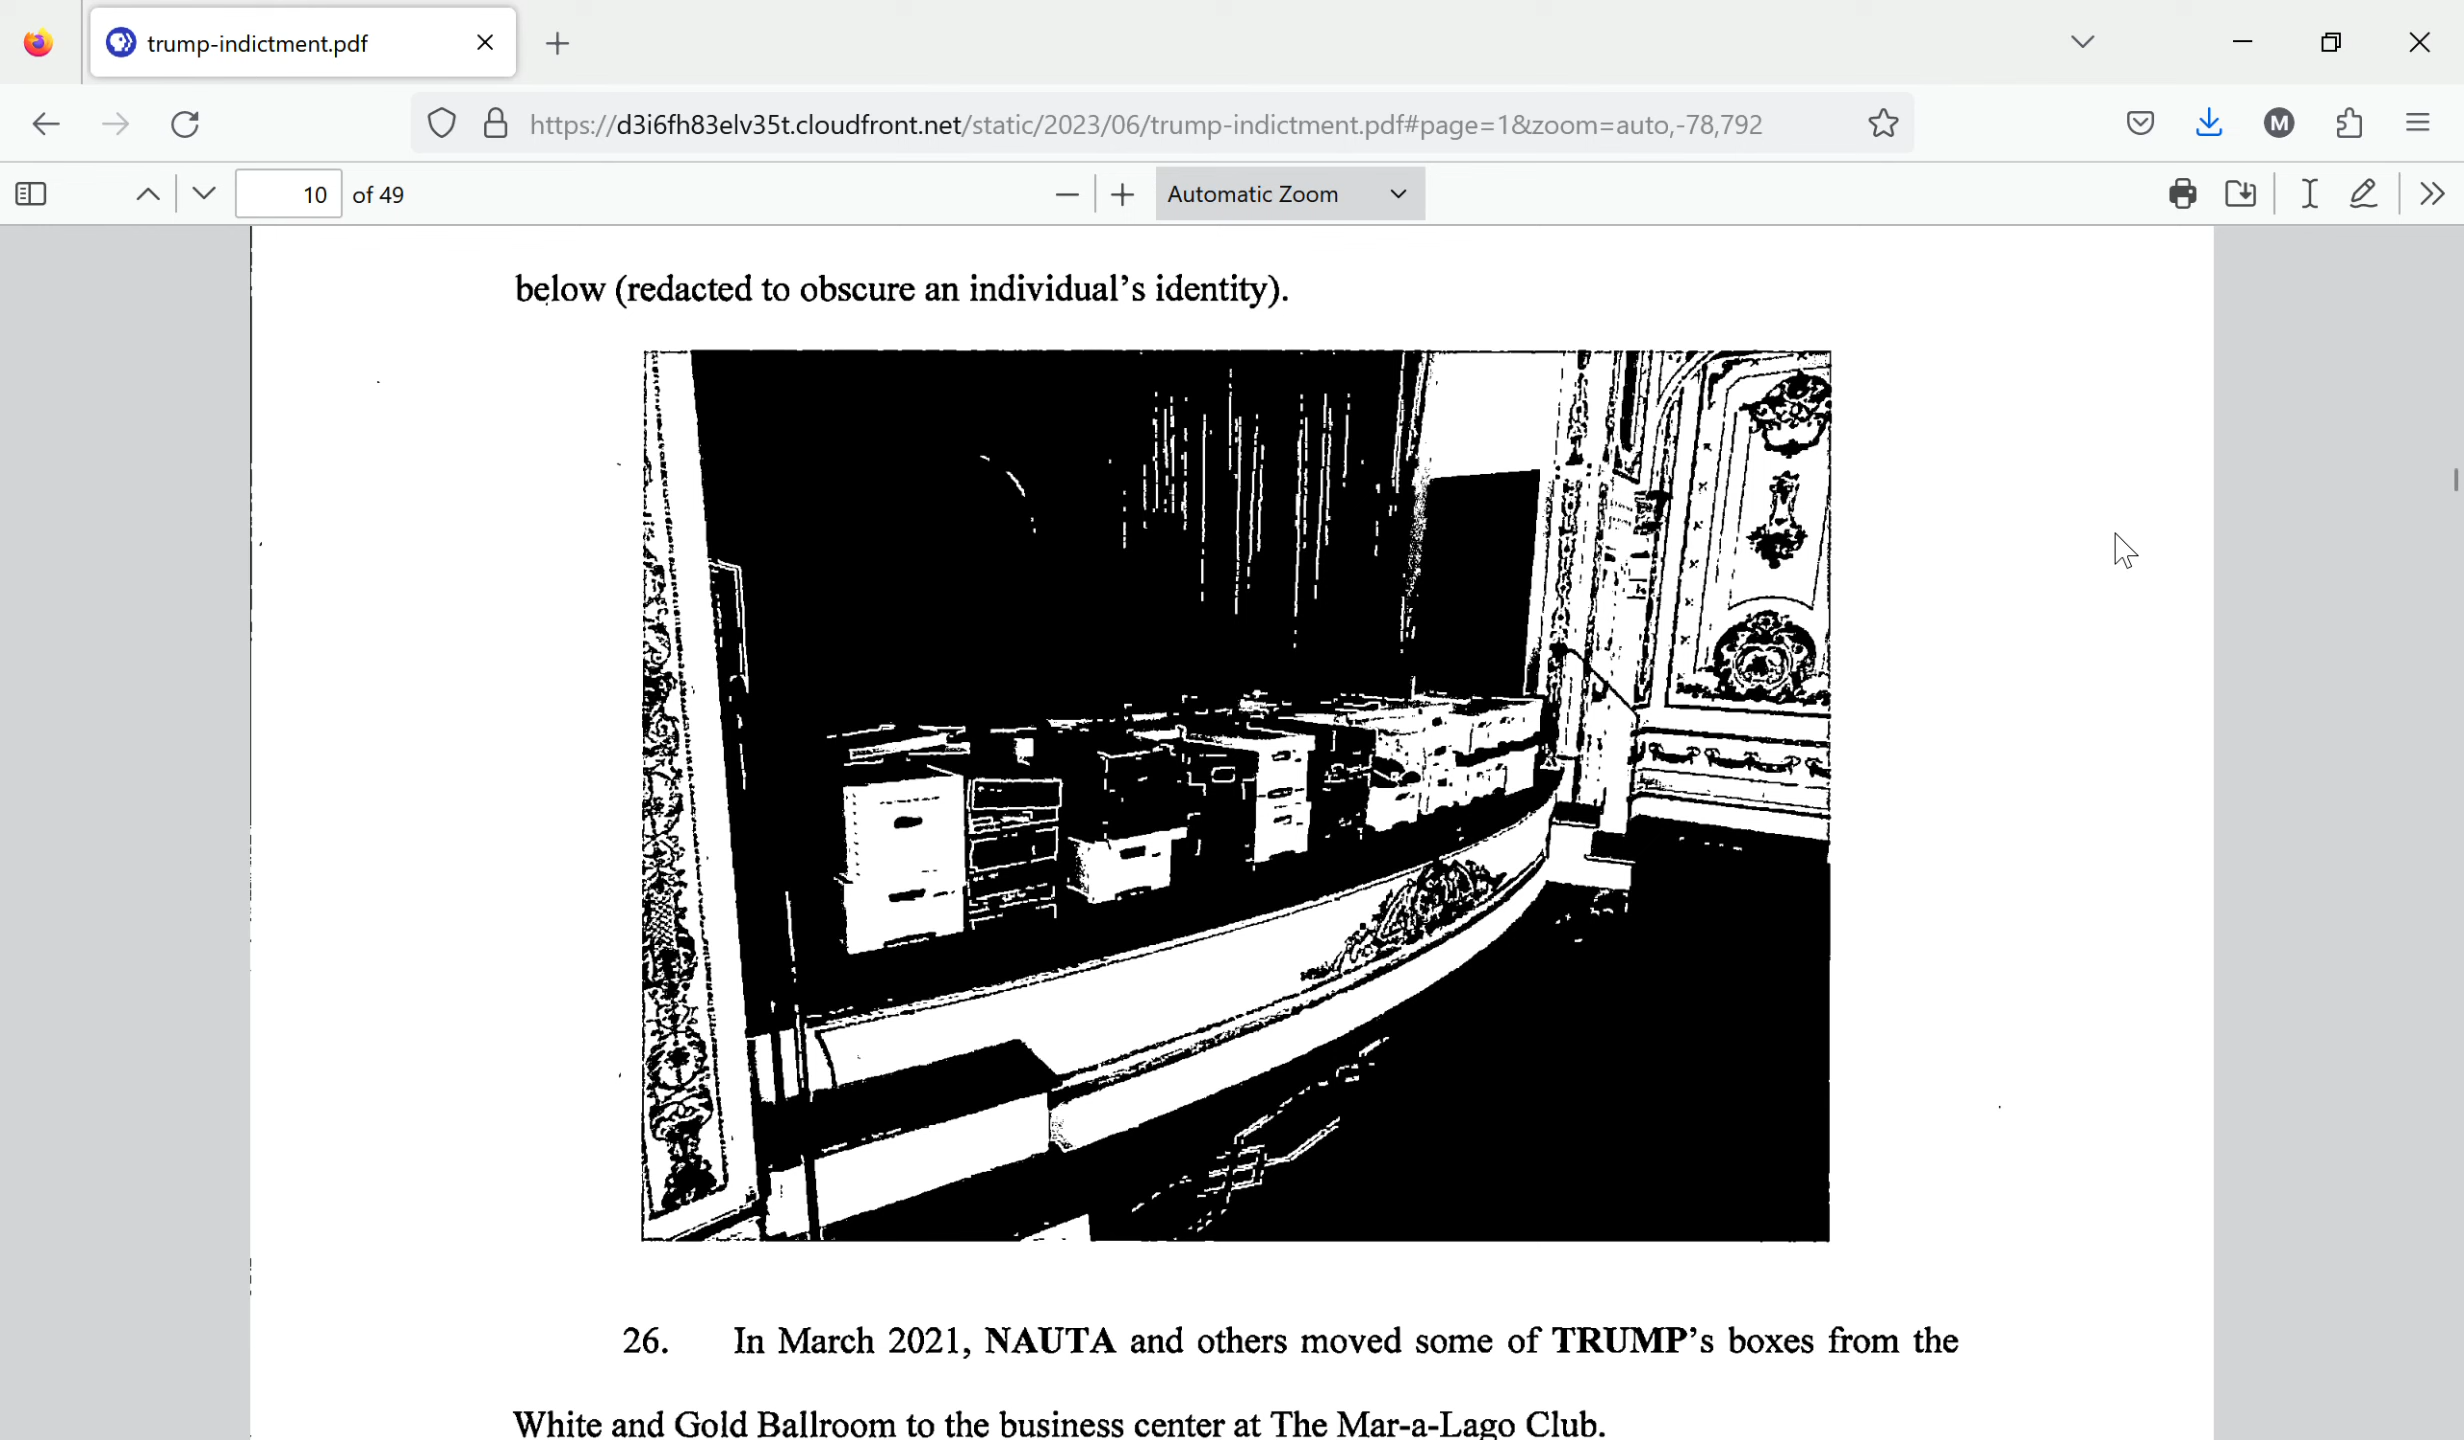 trump-indictment.pdf
https://d3i6fh83elv35t.cloudfront.net/static/2023/06/trump-indictment.pdf#page=1&zoom=auto,-78,792
M
10 of 49
Automatic Zoom
below (redacted to obscure an individual's identity).
26. In March 2021, NAUTA and others moved some of TRUMP's boxes from the
White and Gold Ballroom to the business center at The Mar-a-Lago Club.